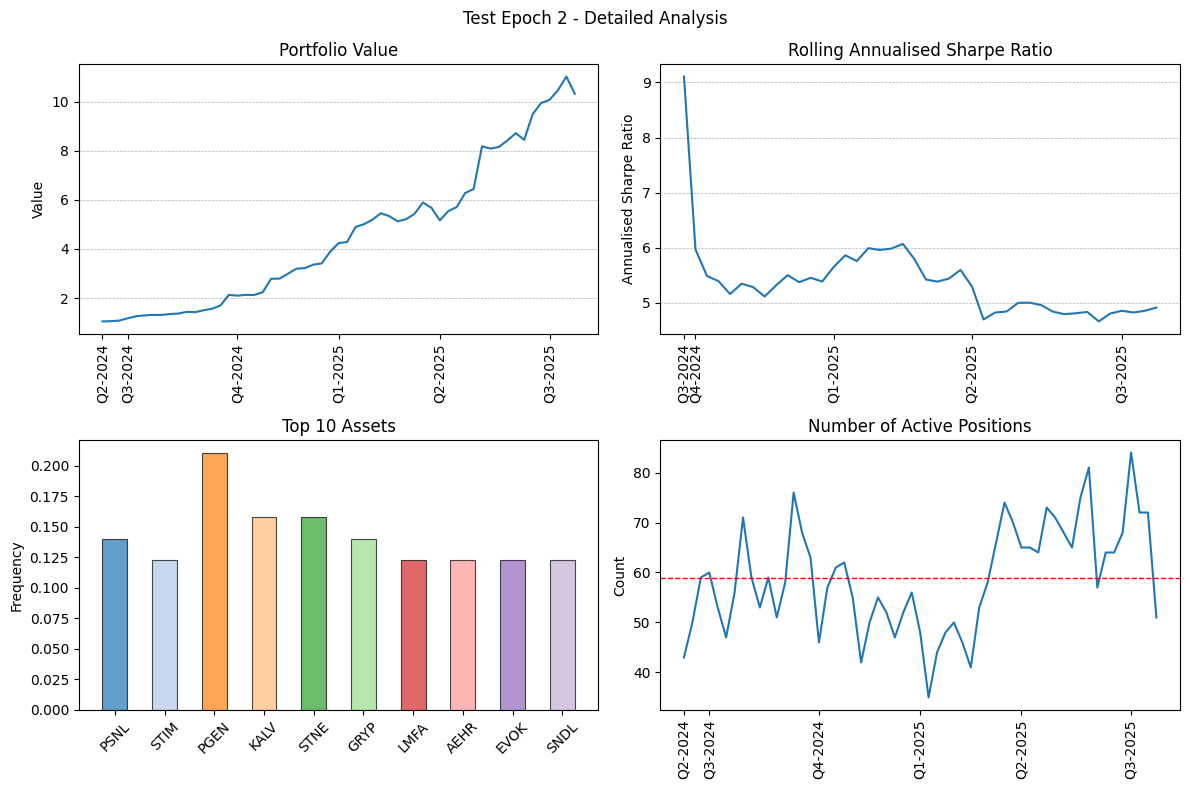 Test Epoch 2 - Detailed Analysis
Portfolio Value
Value
10
8
6
4
2
Q2-2024
Q3-2024
Q4-2024
Q1-2025
Q2-2025
Q3-2025
Rolling Annualised Sharpe Ratio
Annualised Sharpe Ratio
9
8
7
6
5
Q3-2024
Q4-2024
Q1-2025
Q2-2025
Q3-2025
Top 10 Assets
Frequency
0.200
0.175
0.150
0.125
0.100
0.075
0.050
0.025
0.000
PSNL
STIM
PGEN
KALV
STNE
GRYP
LMFA
AEHR
EVOK
SNDL
Number of Active Positions
Count
80
70
60
50
40
Q2-2024
Q3-2024
Q4-2024
Q1-2025
Q2-2025
Q3-2025